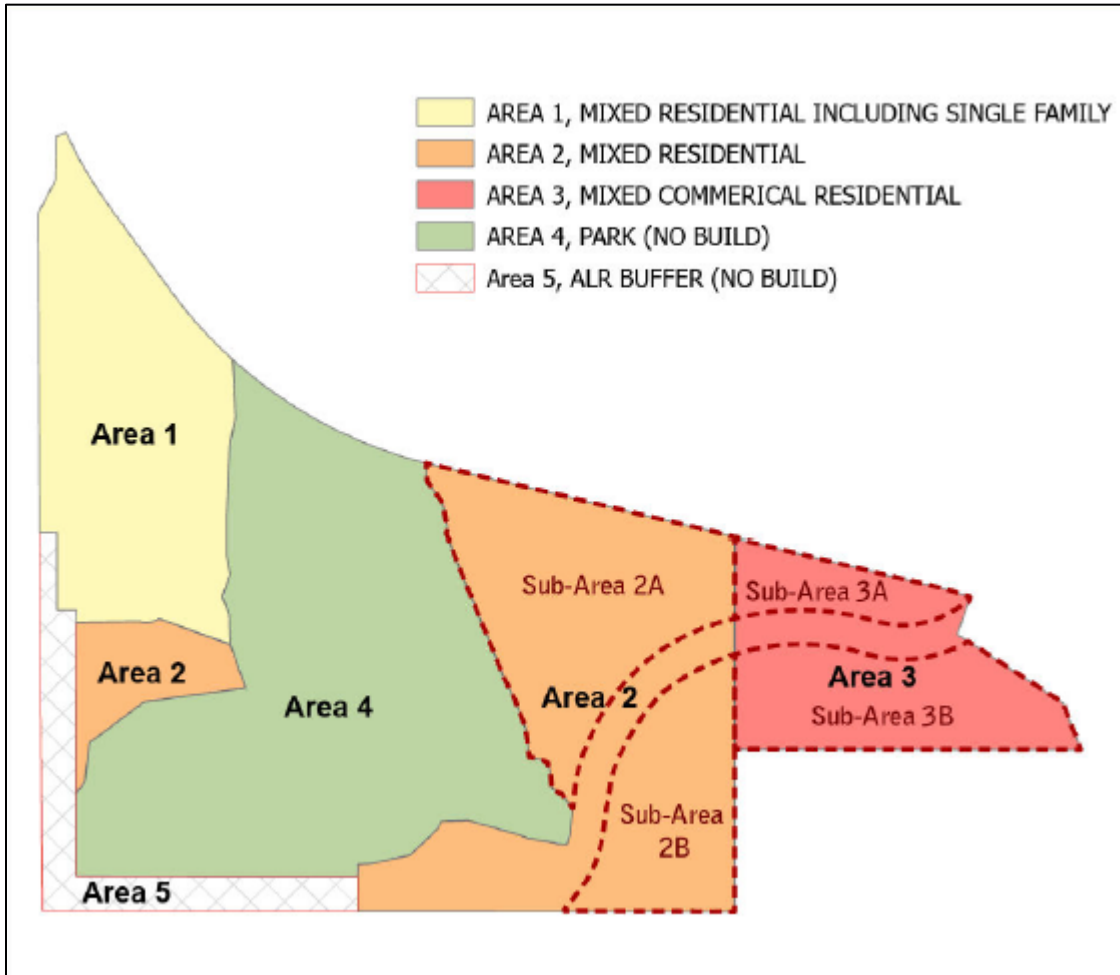 AREA 1, MIXED RESIDENTIAL INCLUDING SINGLE FAMILY
AREA 2, MIXED RESIDENTIAL
AREA 3, MIXED COMMERICAL RESIDENTIAL
AREA 4, PARK (NO BUILD)
Area 5, ALR BUFFER (NO BUILD)
Area 1
Sub-Area 2A
Sub-Area 3A
Area 2
Area 4
Area 2
Area 3
Sub-Area 3B
Sub-Area
2B
Area 5